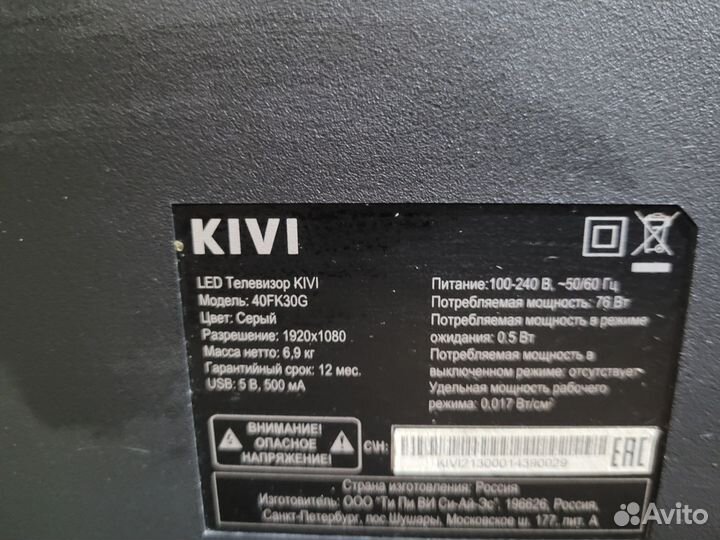 KIVI
LED Телевизор KIVI
Модель: 40FK30G
Цвет: Серый
Разрешение: 1920x1080
Масса нетто: 6,9 кг
Гарантийный срок: 12 мес.
USB: 5 В, 500 мА
Питание:100-240 В, ~50/60 Гц
Потребляемая мощность: 76 Вт
Потребляемая мощность в режиме
ожидания: 0.5 Вт
Потребляемая мощность в
выключенном режиме: отсутствует
Удельная мощность рабочего
режима: 0,017 Вт/см²
ВНИМАНИЕ!
ОПАСНОЕ
НАПРЯЖЕНИЕ!
С\Н:
KIVI21300014390029
EAC
Страна изготовления: Россия
Изготовитель: ООО "Ти Пи ВИ Си-Ай-Эс", 196626, Россия,
Санкт-Петербург, пос.Шушары, Московское ш. 177, лит. А
Avito